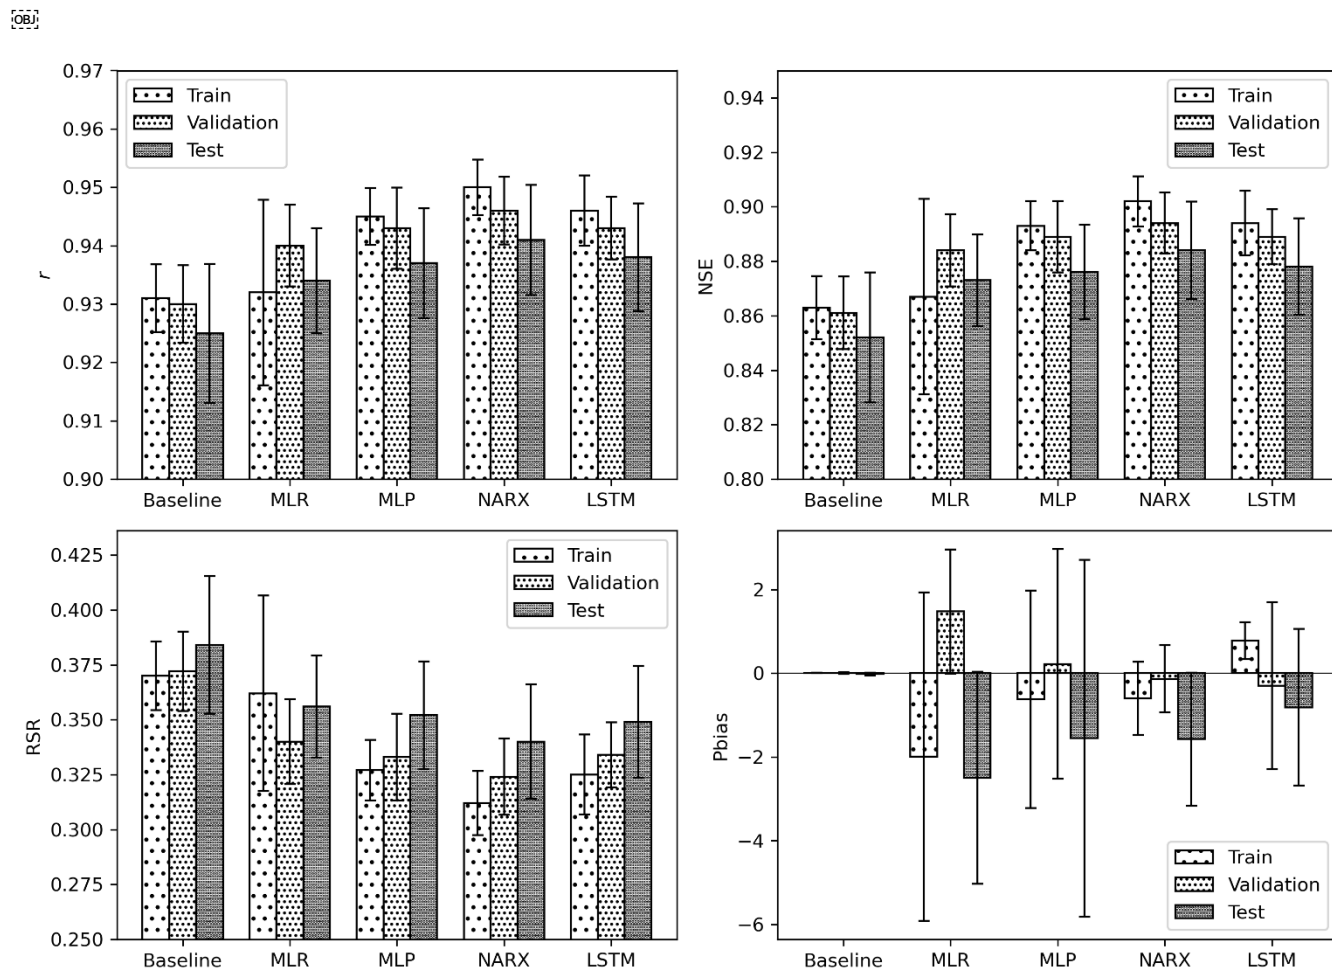 OBJ
0.97
0.96
0.95
0.94
0.93
0.92
0.91
0.90
r
Train
Validation
Test
Baseline MLR MLP NARX LSTM
0.94
0.92
0.90
0.88
0.86
0.84
0.82
0.80
NSE
Train
Validation
Test
Baseline MLR MLP NARX LSTM
0.425
0.400
0.375
0.350
0.325
0.300
0.275
0.250
RSR
Train
Validation
Test
Baseline MLR MLP NARX LSTM
2
0
−2
−4
−6
Pbias
Train
Validation
Test
Baseline MLR MLP NARX LSTM